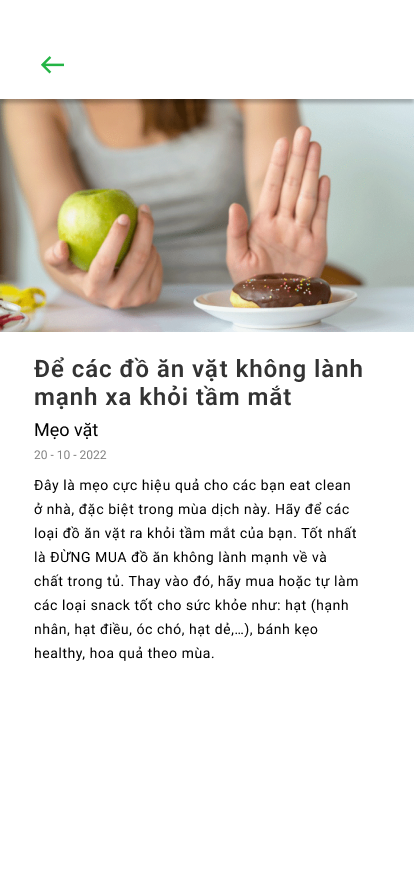 Để các đồ ăn vặt không lành
mạnh xa khỏi tầm mắt
Mẹo vặt
20 - 10 - 2022
Đây là mẹo cực hiệu quả cho các bạn eat clean
ở nhà, đặc biệt trong mùa dịch này. Hãy để các
loại đồ ăn vặt ra khỏi tầm mắt của bạn. Tốt nhất
là ĐỪNG MUA đồ ăn không lành mạnh về và
chất trong tủ. Thay vào đó, hãy mua hoặc tự làm
các loại snack tốt cho sức khỏe như: hạt (hạnh
nhân, hạt điều, óc chó, hạt dẻ,…), bánh kẹo
healthy, hoa quả theo mùa.